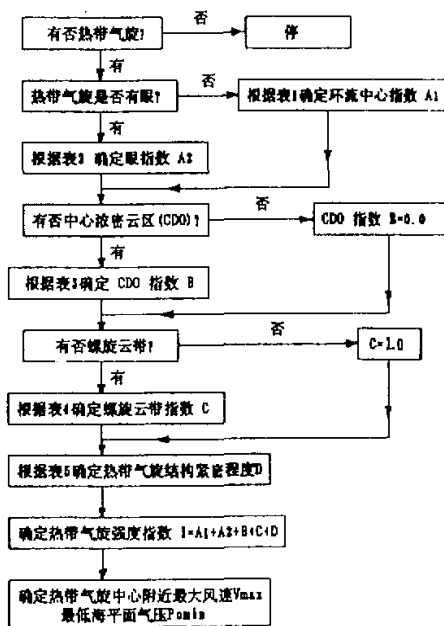 有否热带气旋?
否
停
有
热带气旋是否有眼?
否
根据表1确定环流中心指数 A1
有
根据表2 确定眼指数 A2
有否中心浓密云区(CDO)?
否
CDO 指数 B=0.0
有
根据表3确定 CDO 指数 B
有否螺旋云带?
否
C=1.0
有
根据表4确定螺旋云带指数 C
根据表5确定热带气旋结构紧密程度D
确定热带气旋强度指数 I=A1+A2+B+C+D
确定热带气旋中心附近最大风速Vmax
最低海平面气压Pomin